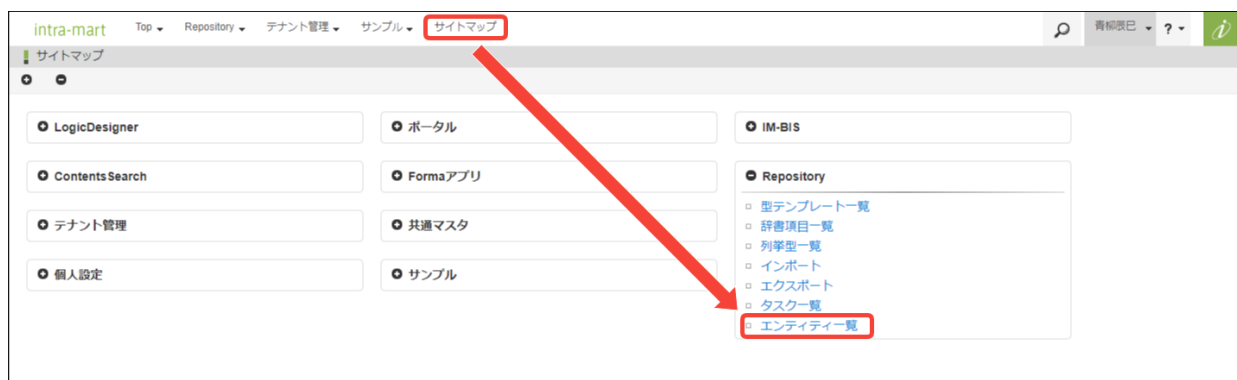 intra-mart Top Repository テナント管理 サンプル サイトマップ 青柳辰巳 ?
サイトマップ
LogicDesigner
ポータル
IM-BIS
ContentsSearch
Formaアプリ
Repository
型テンプレート一覧
辞書項目一覧
列挙型一覧
インポート
エクスポート
タスク一覧
エンティティ一覧
テナント管理
共通マスタ
個人設定
サンプル